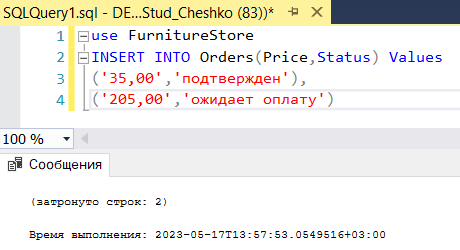 SQLQuery1.sql - DE...Stud_Cheshko (83))*
1 use FurnitureStore
2 INSERT INTO Orders(Price,Status) Values
3 ('35,00','подтвержден'),
4 ('205,00','ожидает оплату')
100 %
Сообщения
(затронуто строк: 2)
Время выполнения: 2023-05-17T13:57:53.0549516+03:00